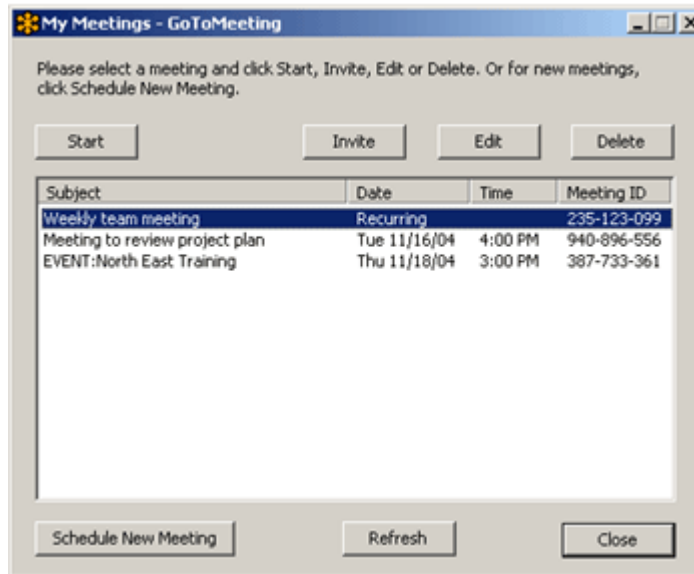 My Meetings - GoToMeeting
Please select a meeting and click Start, Invite, Edit or Delete. Or for new meetings,
click Schedule New Meeting.
Start Invite Edit Delete
Subject Date Time Meeting ID
Weekly team meeting Recurring 235-123-099
Meeting to review project plan Tue 11/16/04 4:00 PM 940-896-556
EVENT:North East Training Thu 11/18/04 3:00 PM 387-733-361
Schedule New Meeting Refresh Close